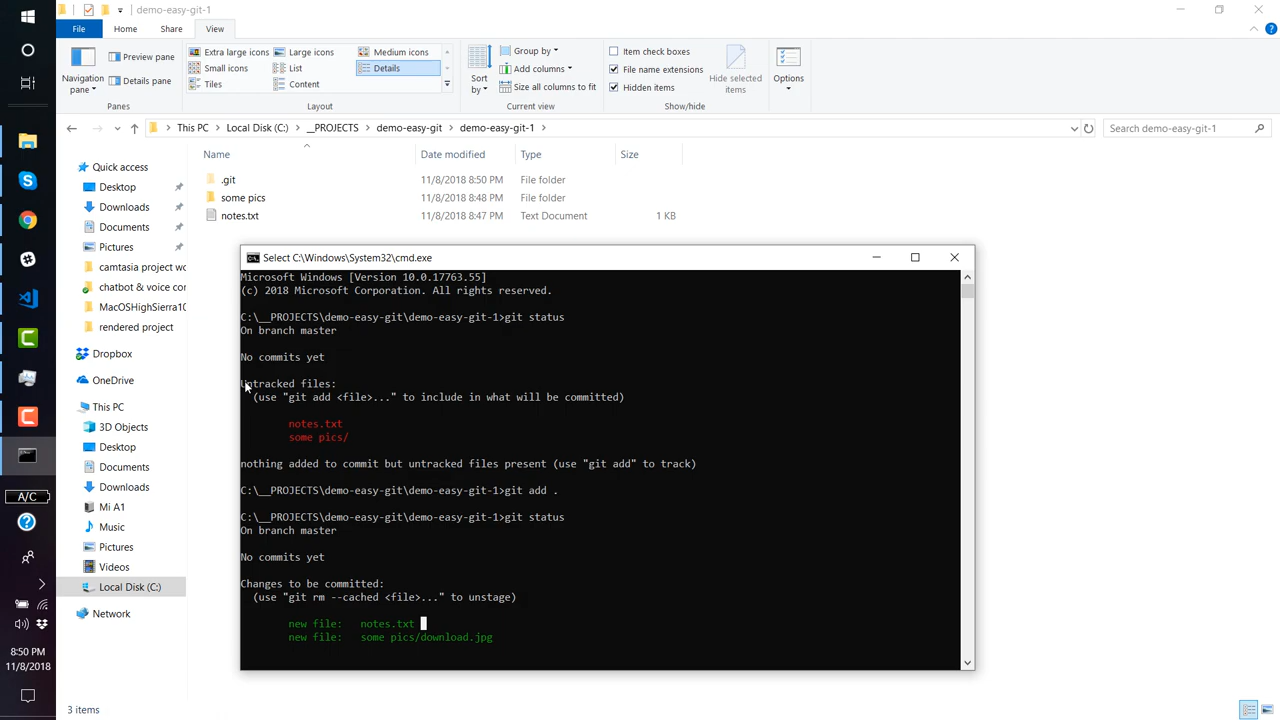 demo-easy-git-1
File Home Share View
Navigation pane
Preview pane
Details pane
Panes
Extra large icons Large icons Medium icons
Small icons List Details
Tiles Content
Layout
Sort by
Group by
Add columns
Size all columns to fit
Current view
Item check boxes
File name extensions
Hidden items
Hide selected items
Show/hide
Options
This PC Local Disk (C:) __PROJECTS demo-easy-git demo-easy-git-1
Search demo-easy-git-1
Name Date modified Type Size
.git 11/8/2018 8:50 PM File folder
some pics 11/8/2018 8:48 PM File folder
notes.txt 11/8/2018 8:47 PM Text Document 1 KB
Quick access
Desktop
Downloads
Documents
Pictures
camtasia project wo
chatbot & voice cor
MacOSHighSierra10
rendered project
Dropbox
OneDrive
This PC
3D Objects
Desktop
Documents
Downloads
Mi A1
Music
Pictures
Videos
Local Disk (C:)
Network
Select C:\Windows\System32\cmd.exe
Microsoft Windows [Version 10.0.17763.55]
(c) 2018 Microsoft Corporation. All rights reserved.
C:\__PROJECTS\demo-easy-git\demo-easy-git-1>git status
On branch master
No commits yet
Untracked files:
(use "git add <file>..." to include in what will be committed)
notes.txt
some pics/
nothing added to commit but untracked files present (use "git add" to track)
C:\__PROJECTS\demo-easy-git\demo-easy-git-1>git add .
C:\__PROJECTS\demo-easy-git\demo-easy-git-1>git status
On branch master
No commits yet
Changes to be committed:
(use "git rm --cached <file>..." to unstage)
new file: notes.txt
new file: some pics/download.jpg
A/C
8:50 PM
11/8/2018
3 items